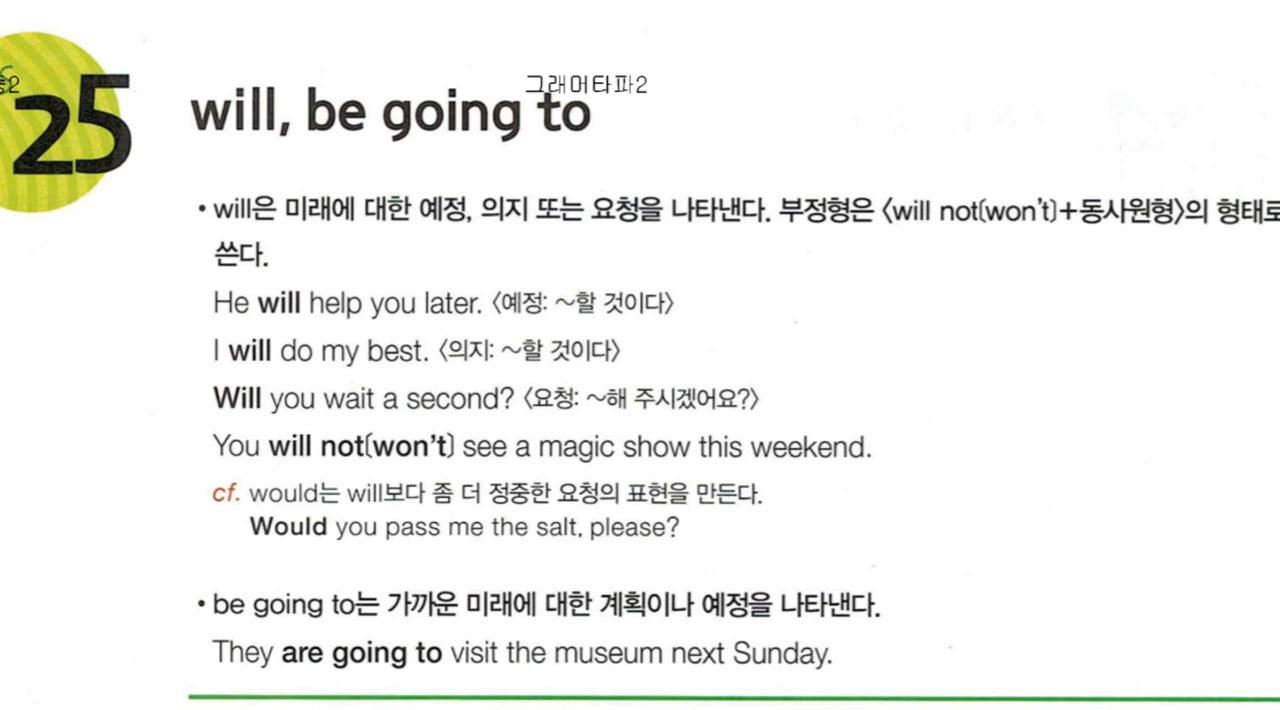 그래머타파2
25 will, be going to
• will은 미래에 대한 예정, 의지 또는 요청을 나타낸다. 부정형은 〈will not(won't)+동사원형〉의 형태로
쓴다.
He will help you later. 〈예정: ~할 것이다〉
I will do my best. 〈의지: ~할 것이다〉
Will you wait a second? 〈요청: ~해 주시겠어요?〉
You will not(won't) see a magic show this weekend.
cf. would는 will보다 좀 더 정중한 요청의 표현을 만든다.
Would you pass me the salt, please?
• be going to는 가까운 미래에 대한 계획이나 예정을 나타낸다.
They are going to visit the museum next Sunday.